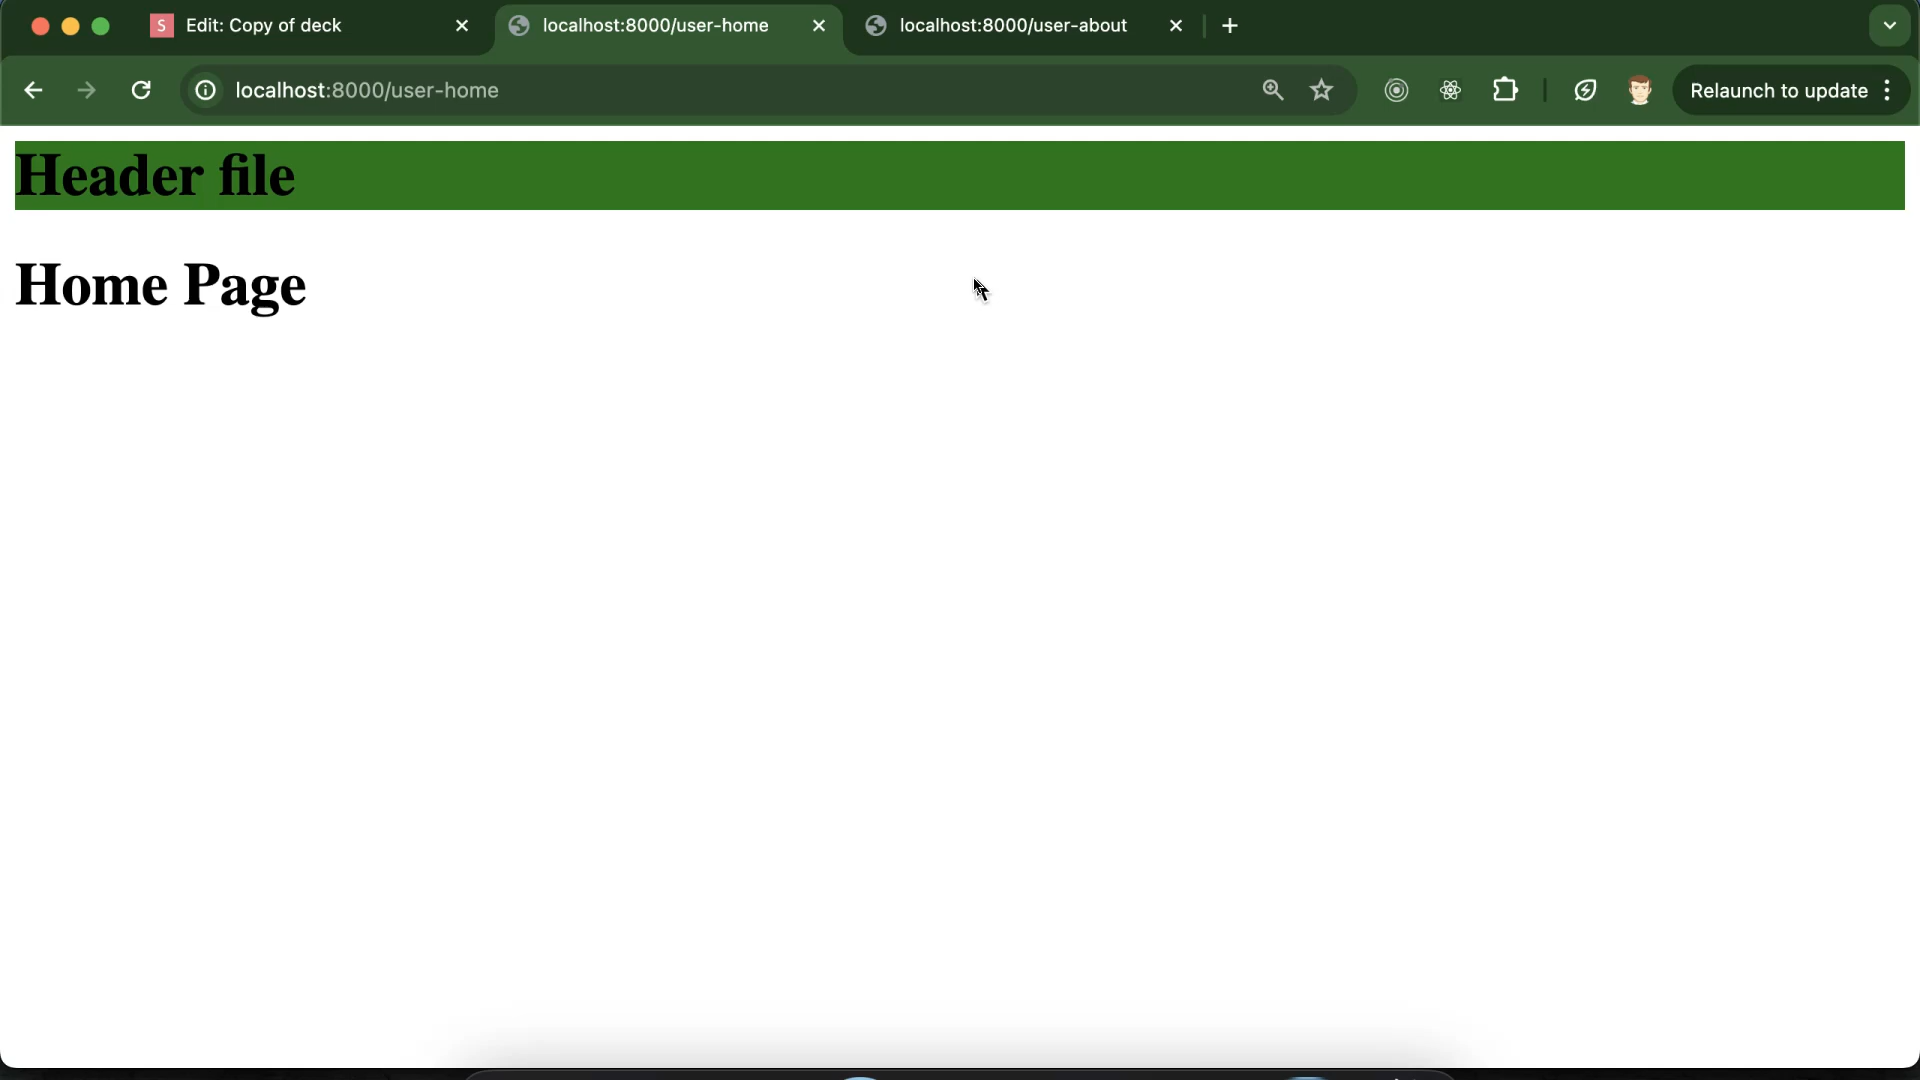 S Edit: Copy of deck
localhost:8000/user-home
localhost:8000/user-about
localhost:8000/user-home
Relaunch to update
Header file
Home Page